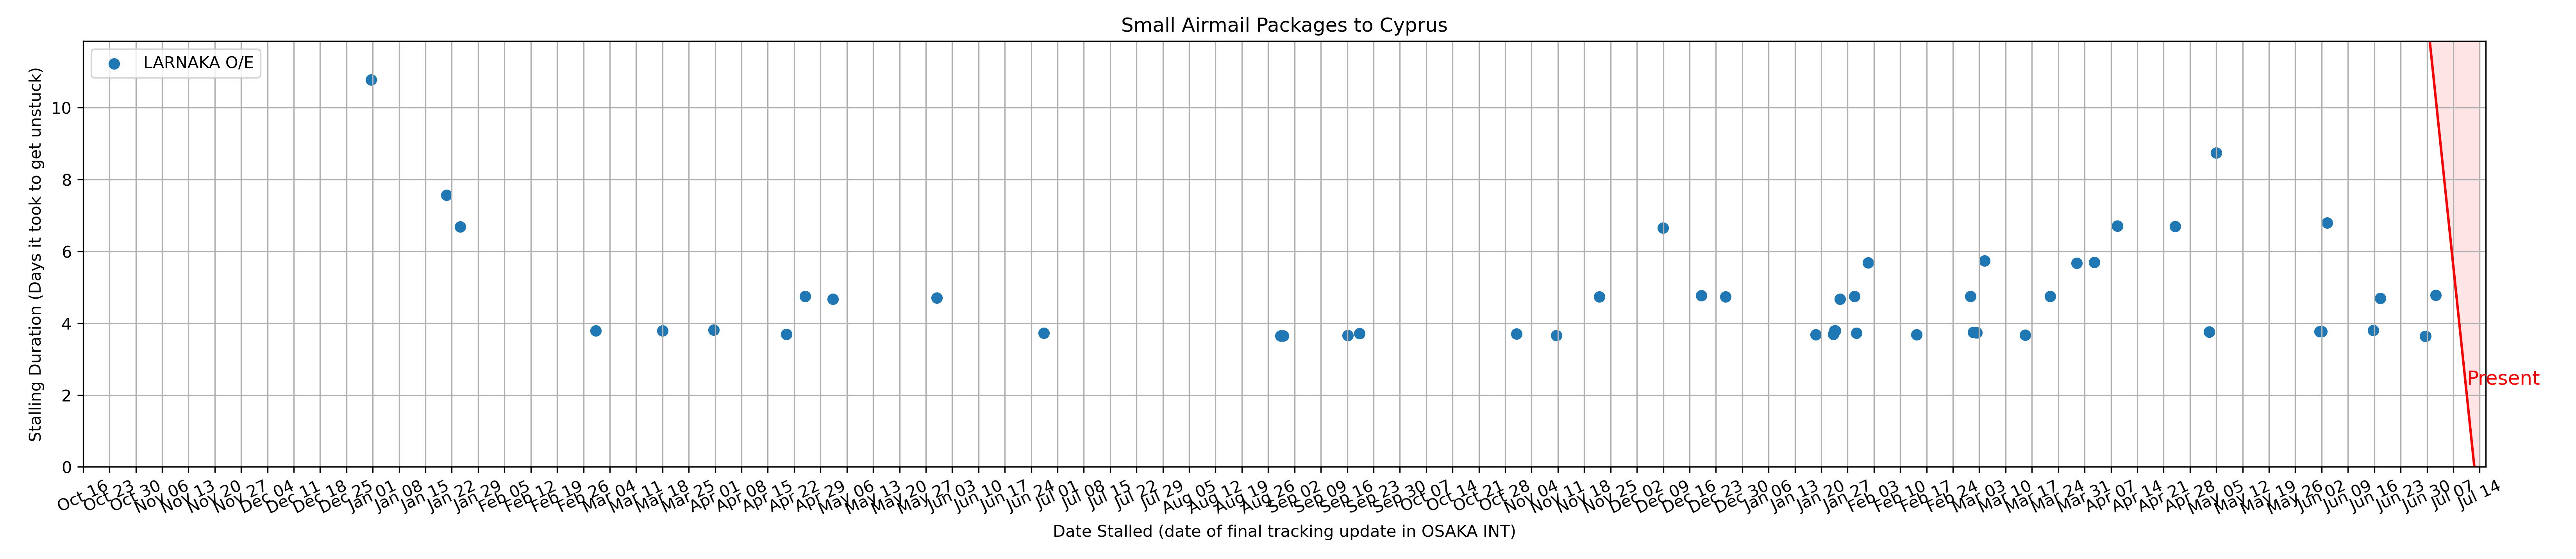 Small Airmail Packages to Cyprus
LARNAKA O/E
Stalling Duration (Days it took to get unstuck)
10
8
6
4
2
0
Present
Oct 16 Oct 23 Oct 30 Nov 06 Nov 13 Nov 20 Nov 27 Dec 04 Dec 11 Dec 18 Dec 25 Jan 01 Jan 08 Jan 15 Jan 22 Jan 29 Feb 05 Feb 12 Feb 19 Feb 26 Mar 04 Mar 11 Mar 18 Mar 25 Apr 01 Apr 08 Apr 15 Apr 22 Apr 29 May 06 May 13 May 20 May 27 Jun 03 Jun 10 Jun 17 Jun 24 Jul 01 Jul 08 Jul 15 Jul 22 Jul 29 Aug 05 Aug 12 Aug 19 Aug 26 Sep 02 Sep 09 Sep 16 Sep 23 Sep 30 Oct 07 Oct 14 Oct 21 Oct 28 Nov 04 Nov 11 Nov 18 Nov 25 Dec 02 Dec 09 Dec 16 Dec 23 Dec 30 Jan 06 Jan 13 Jan 20 Jan 27 Feb 03 Feb 10 Feb 17 Feb 24 Mar 03 Mar 10 Mar 17 Mar 24 Mar 31 Apr 07 Apr 14 Apr 21 Apr 28 May 05 May 12 May 19 May 26 Jun 02 Jun 09 Jun 16 Jun 23 Jun 30 Jul 07 Jul 14
Date Stalled (date of final tracking update in OSAKA INT)